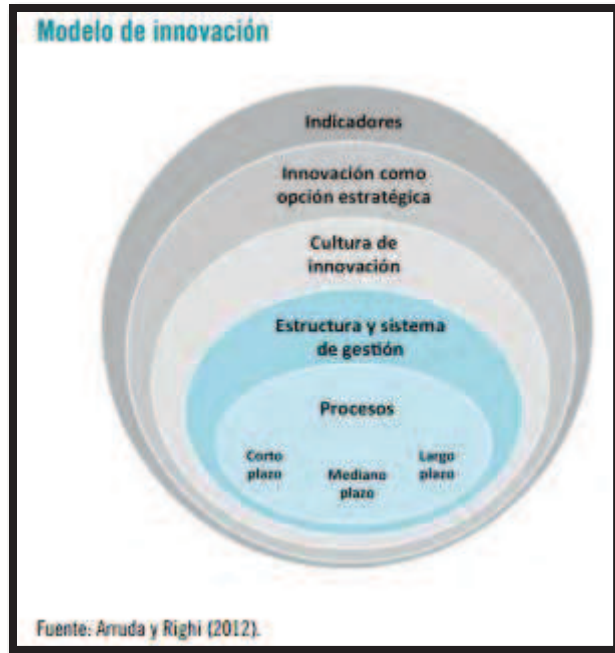 Modelo de innovación
Indicadores
Innovación como
opción estratégica
Cultura de
innovación
Estructura y sistema
de gestión
Procesos
Corto
plazo
Mediano
plazo
Largo
plazo
Fuente: Arruda y Righi (2012).